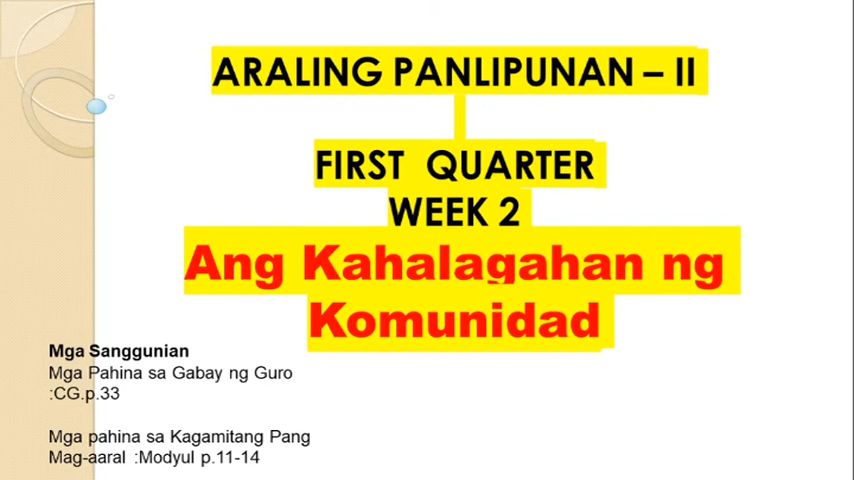 ARALING PANLIPUNAN – II
FIRST QUARTER
WEEK 2
Ang Kahalagahan ng
Komunidad
Mga Sanggunian
Mga Pahina sa Gabay ng Guro
:CG.p.33
Mga pahina sa Kagamitang Pang
Mag-aaral :Modyul p.11-14